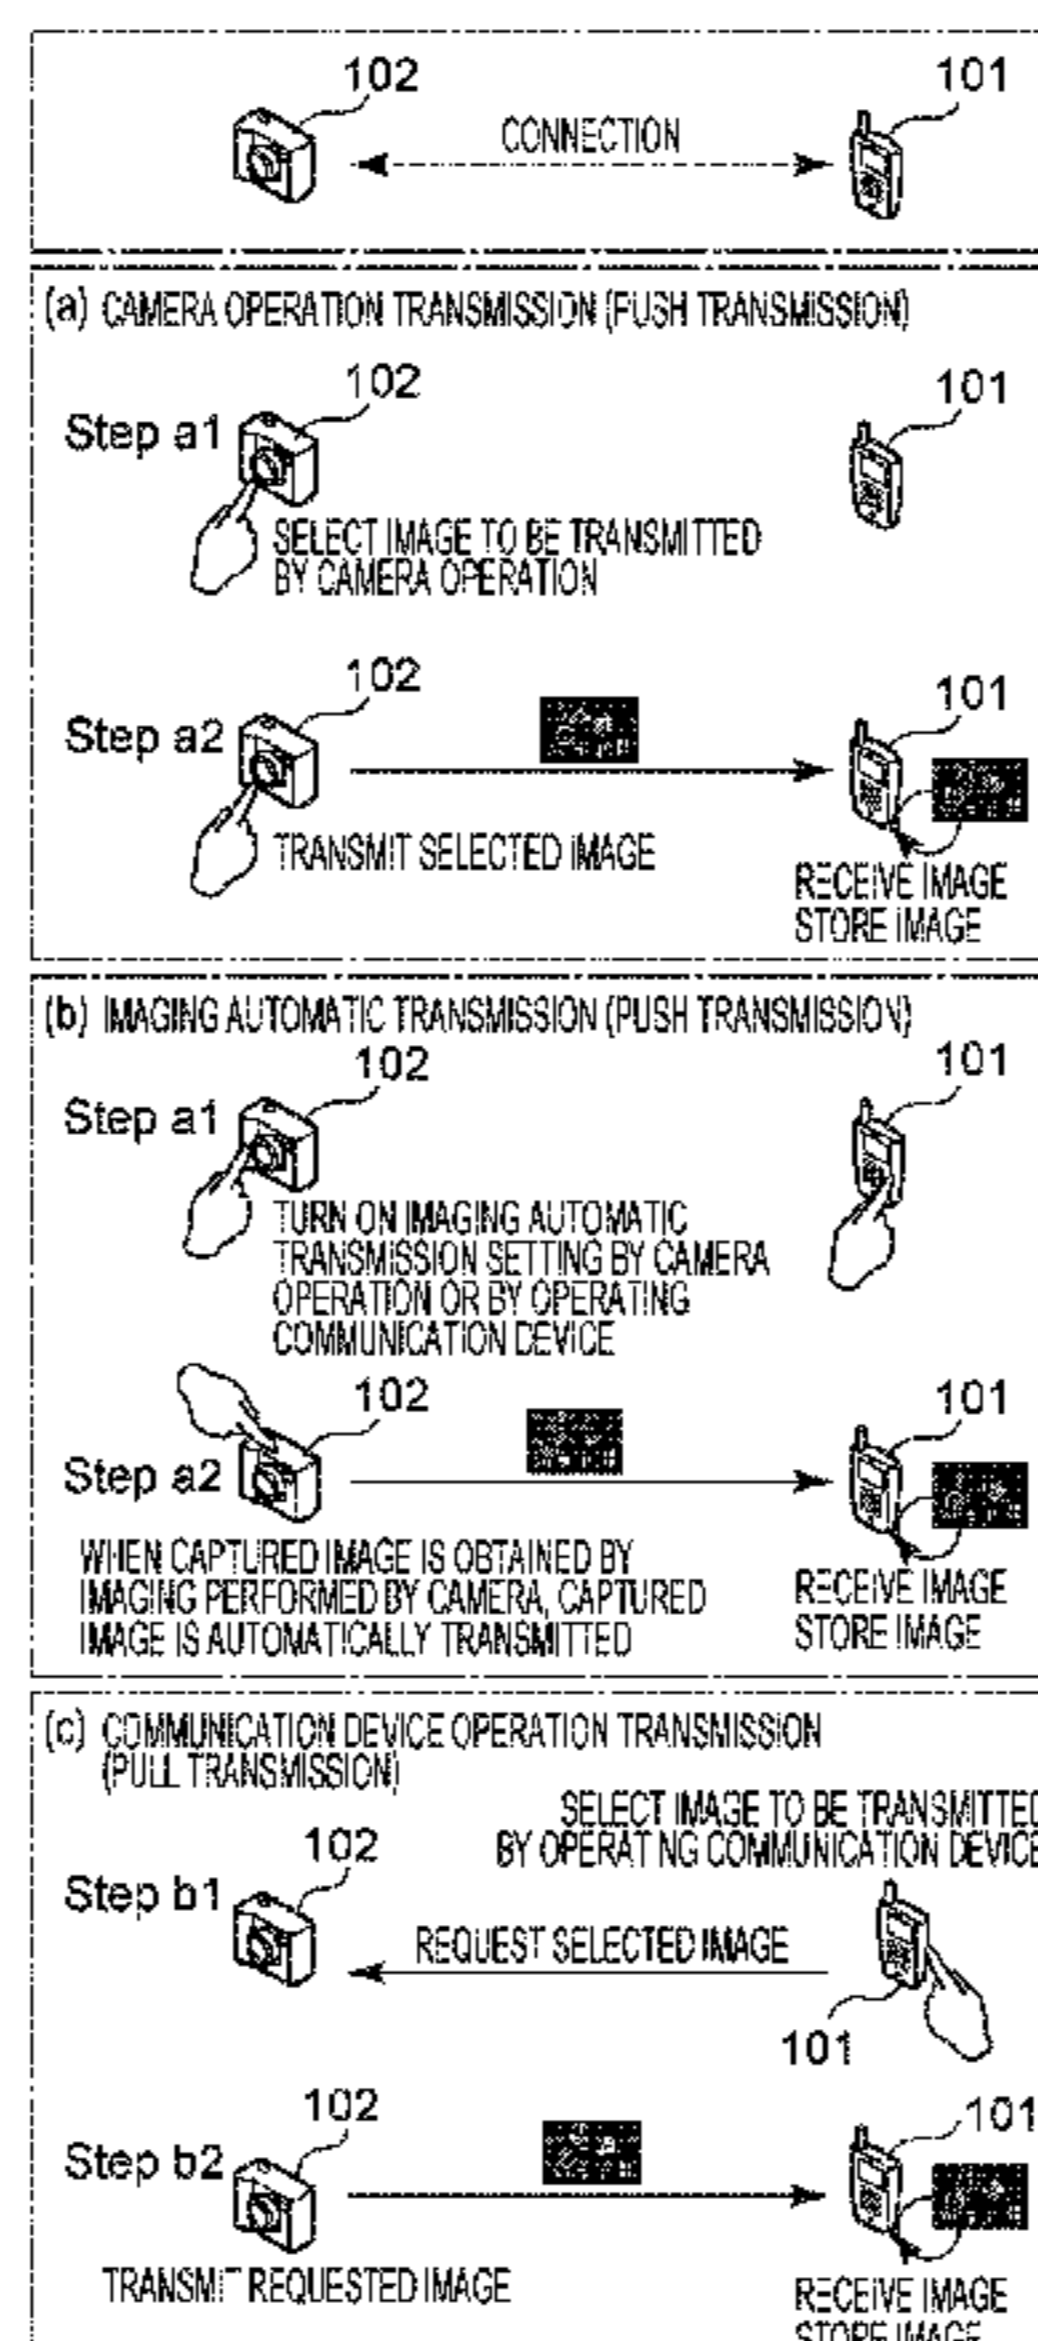 102
101
CONNECTION
(a) CAMERA OPERATION TRANSMISSION (PUSH TRANSMISSION)
102
101
Step a1
SELECT IMAGE TO BE TRANSMITTED
BY CAMERA OPERATION
102
101
Step a2
TRANSMIT SELECTED IMAGE
RECEIVE IMAGE
STORE IMAGE
(b) IMAGING AUTOMATIC TRANSMISSION (PUSH TRANSMISSION)
102
101
Step a1
TURN ON IMAGING AUTOMATIC
TRANSMISSION SETTING BY CAMERA
OPERATION OR BY OPERATING
COMMUNICATION DEVICE
102
101
Step a2
WHEN CAPTURED IMAGE IS OBTAINED BY
IMAGING PERFORMED BY CAMERA, CAPTURED
IMAGE IS AUTOMATICALLY TRANSMITTED
RECEIVE IMAGE
STORE IMAGE
(c) COMMUNICATION DEVICE OPERATION TRANSMISSION
(PULL TRANSMISSION)
SELECT IMAGE TO BE TRANSMITTED
BY OPERATING COMMUNICATION DEVICE
102
Step b1
REQUEST SELECTED IMAGE
101
102
101
Step b2
TRANSMIT REQUESTED IMAGE
RECEIVE IMAGE
STORE IMAGE